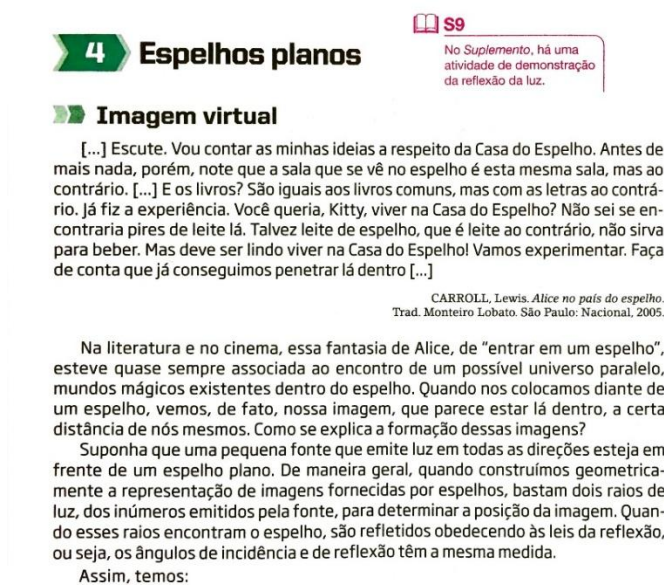 S9
No Suplemento, há uma
atividade de demonstração
da reflexão da luz.
4 Espelhos planos
Imagem virtual
[...] Escute. Vou contar as minhas ideias a respeito da Casa do Espelho. Antes de
mais nada, porém, note que a sala que se vê no espelho é esta mesma sala, mas ao
contrário. [...] E os livros? São iguais aos livros comuns, mas com as letras ao contrá-
rio. Já fiz a experiência. Você queria, Kitty, viver na Casa do Espelho? Não sei se en-
contraria pires de leite lá. Talvez leite de espelho, que é leite ao contrário, não sirva
para beber. Mas deve ser lindo viver na Casa do Espelho! Vamos experimentar. Faça
de conta que já conseguimos penetrar lá dentro [...]
CARROLL, Lewis. Alice no país do espelho.
Trad. Monteiro Lobato. São Paulo: Nacional, 2005.
Na literatura e no cinema, essa fantasia de Alice, de "entrar em um espelho",
esteve quase sempre associada ao encontro de um possível universo paralelo,
mundos mágicos existentes dentro do espelho. Quando nos colocamos diante de
um espelho, vemos, de fato, nossa imagem, que parece estar lá dentro, a certa
distância de nós mesmos. Como se explica a formação dessas imagens?
Suponha que uma pequena fonte que emite luz em todas as direções esteja em
frente de um espelho plano. De maneira geral, quando construímos geometrica-
mente a representação de imagens fornecidas por espelhos, bastam dois raios de
luz, dos inúmeros emitidos pela fonte, para determinar a posição da imagem. Quan-
do esses raios encontram o espelho, são refletidos obedecendo às leis da reflexão,
ou seja, os ângulos de incidência e de reflexão têm a mesma medida.
Assim, temos: